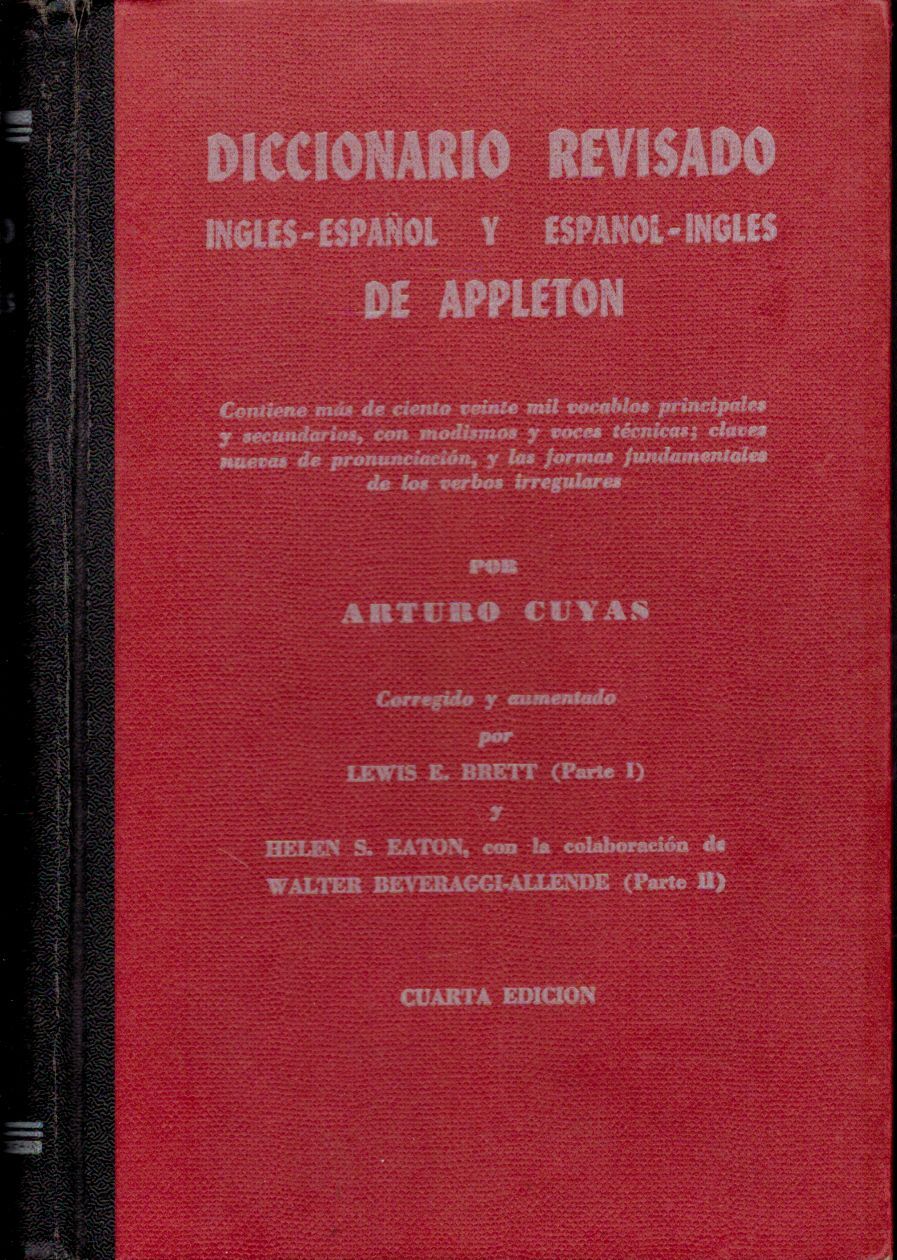 DICCIONARIO REVISADO
INGLES-ESPAÑOL Y ESPANOL-INGLES
DE APPLETON
Contiene más de ciento veinte mil vocablos principales
y secundarios, con modismos y voces técnicas; claves
nuevas de pronunciación, y las formas fundamentales
de los verbos irregulares
POR
ARTURO CUYAS
Corregido y aumentado
por
LEWIS E. BRETT (Parte I)
y
HELEN S. EATON, con la colaboración de
WALTER BEVERAGGI-ALLENDE (Parte II)
CUARTA EDICION